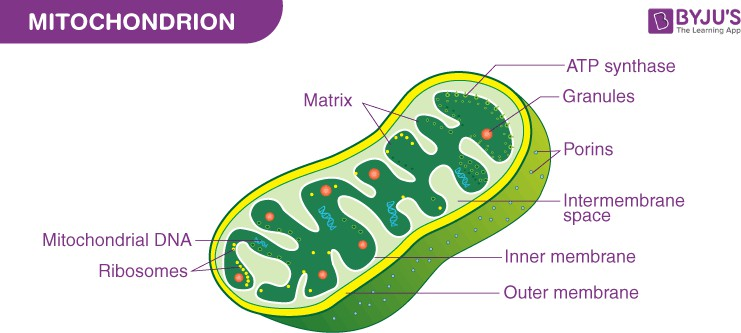 MITOCHONDRION
BYJU'S
The Learning App
ATP synthase
Matrix
Granules
Porins
Intermembrane
space
Mitochondrial DNA
Inner membrane
Ribosomes
Outer membrane